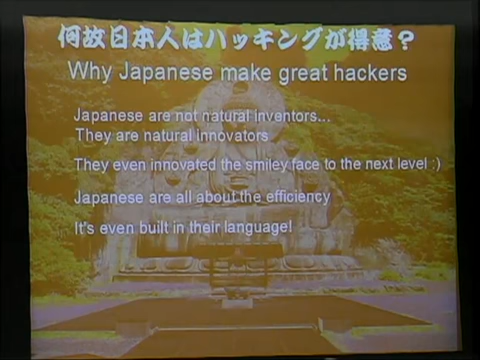 何故日本人はハッキングが得意？
Why Japanese make great hackers
Japanese are not natural inventors...
They are natural innovators
They even innovated the smiley face to the next level :)
Japanese are all about the efficiency
It's even built in their language!